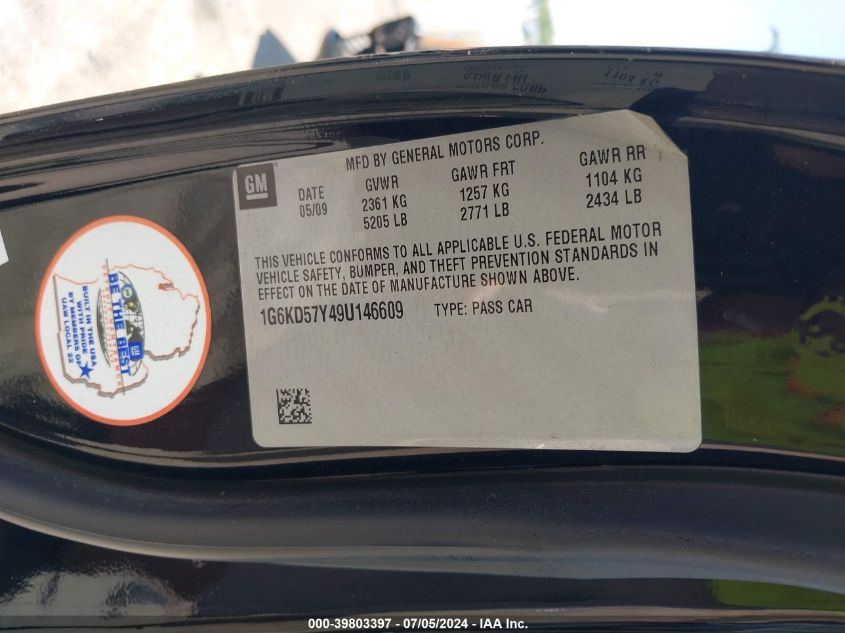 MFD BY GENERAL MOTORS CORP.
GM
DATE GVWR GAWR FRT GAWR RR
05/09 2361 KG 1257 KG 1104 KG
5205 LB 2771 LB 2434 LB
THIS VEHICLE CONFORMS TO ALL APPLICABLE U.S. FEDERAL MOTOR
VEHICLE SAFETY, BUMPER, AND THEFT PREVENTION STANDARDS IN
EFFECT ON THE DATE OF MANUFACTURE SHOWN ABOVE.
1G6KD57Y49U146609 TYPE: PASS CAR
BE THE BEST
GM
BUILT IN THE USA
WITH PRIDE
BY MEMBERS OF
UAW LOCAL 22
000-39803397 - 07/05/2024 - IAA Inc.